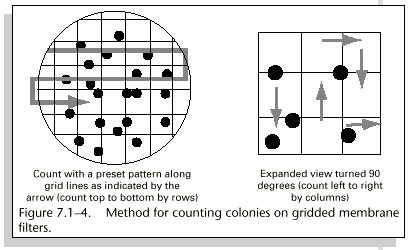 Count with a preset pattern along
grid lines as indicated by the
arrow (count top to bottom by rows)
Expanded view turned 90
degrees (count left to right
by columns)
Figure 7.1–4. Method for counting colonies on gridded membrane
filters.